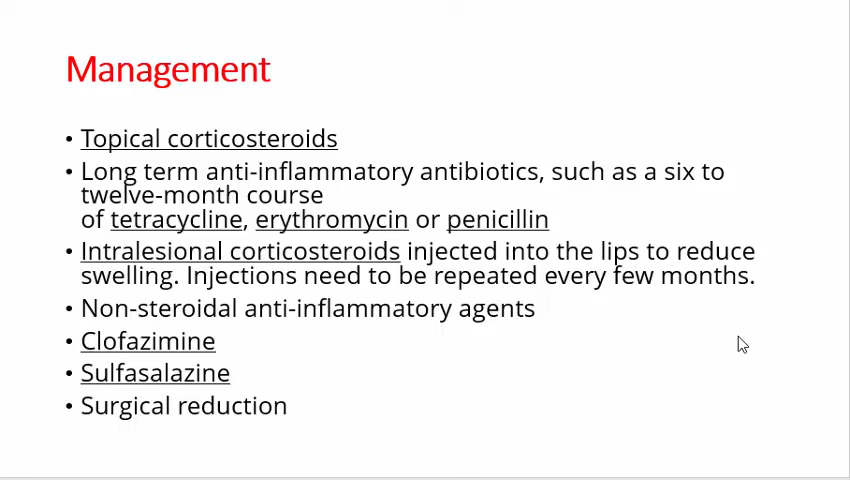 Management
• Topical corticosteroids
• Long term anti-inflammatory antibiotics, such as a six to
twelve-month course
of tetracycline, erythromycin or penicillin
• Intralesional corticosteroids injected into the lips to reduce
swelling. Injections need to be repeated every few months.
• Non-steroidal anti-inflammatory agents
• Clofazimine
• Sulfasalazine
• Surgical reduction